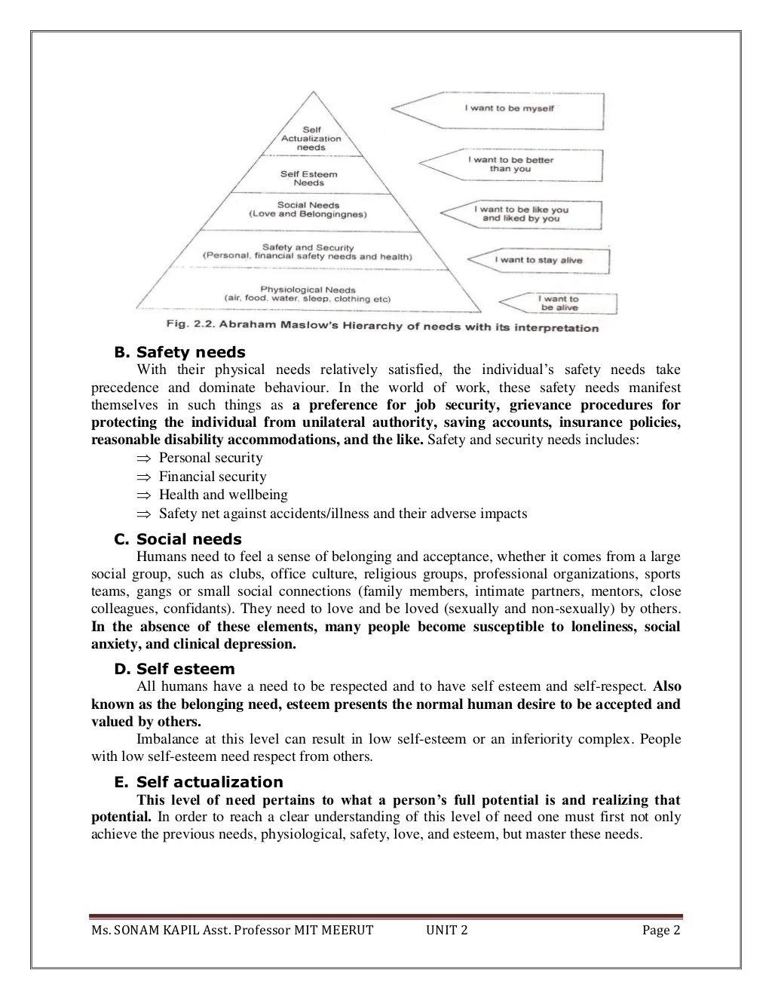 I want to be myself
Self
Actualization
needs
I want to be better
than you
Self Esteem
Needs
Social Needs
(Love and Belongingnes)
I want to be like you
and liked by you
Safety and Security
(Personal, financial safety needs and health)
I want to stay alive
Physiological Needs
(air, food, water, sleep, clothing etc)
I want to
be alive
Fig. 2.2. Abraham Maslow's Hierarchy of needs with its interpretation
B. Safety needs
With their physical needs relatively satisfied, the individual's safety needs take
precedence and dominate behaviour. In the world of work, these safety needs manifest
themselves in such things as a preference for job security, grievance procedures for
protecting the individual from unilateral authority, saving accounts, insurance policies,
reasonable disability accommodations, and the like. Safety and security needs includes:
⇒ Personal security
⇒ Financial security
⇒ Health and wellbeing
⇒ Safety net against accidents/illness and their adverse impacts
C. Social needs
Humans need to feel a sense of belonging and acceptance, whether it comes from a large
social group, such as clubs, office culture, religious groups, professional organizations, sports
teams, gangs or small social connections (family members, intimate partners, mentors, close
colleagues, confidants). They need to love and be loved (sexually and non-sexually) by others.
In the absence of these elements, many people become susceptible to loneliness, social
anxiety, and clinical depression.
D. Self esteem
All humans have a need to be respected and to have self esteem and self-respect. Also
known as the belonging need, esteem presents the normal human desire to be accepted and
valued by others.
Imbalance at this level can result in low self-esteem or an inferiority complex. People
with low self-esteem need respect from others.
E. Self actualization
This level of need pertains to what a person's full potential is and realizing that
potential. In order to reach a clear understanding of this level of need one must first not only
achieve the previous needs, physiological, safety, love, and esteem, but master these needs.
Ms. SONAM KAPIL Asst. Professor MIT MEERUT UNIT 2 Page 2